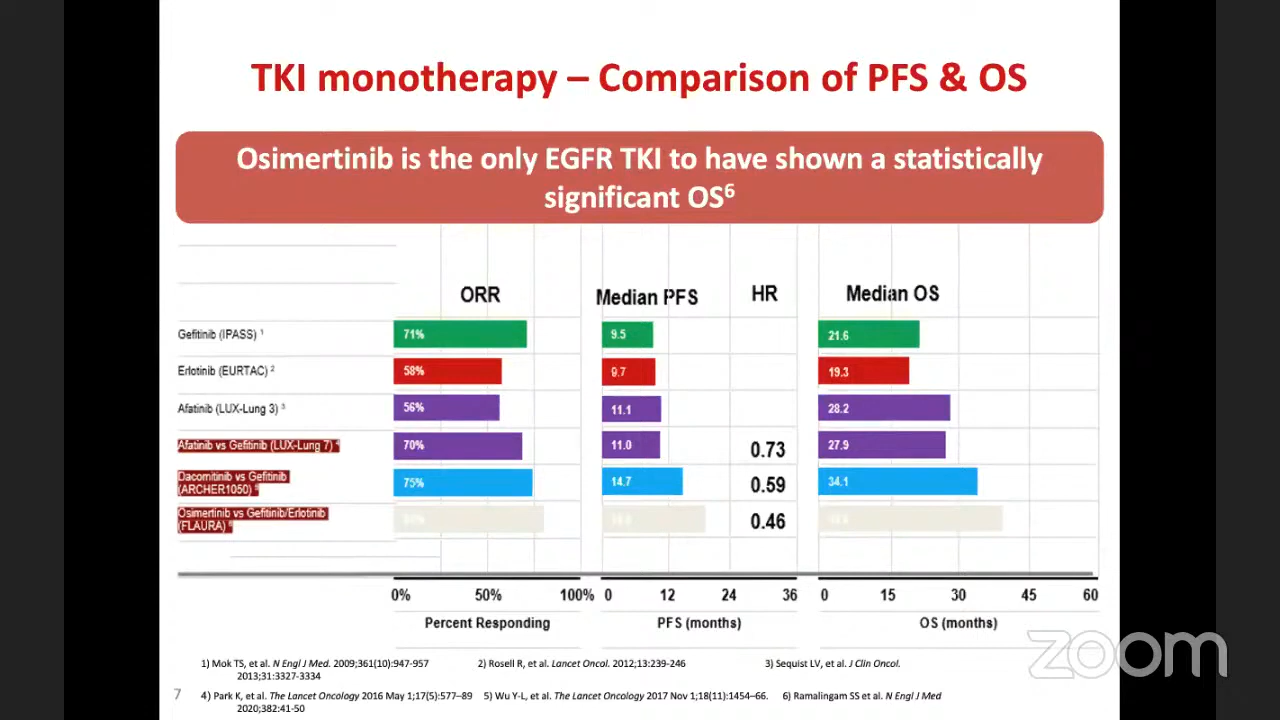 TKI monotherapy – Comparison of PFS & OS
Osimertinib is the only EGFR TKI to have shown a statistically
significant OS6
ORR
Median PFS
HR
Median OS
Gefitinib (IPASS) 1
71%
9.5
21.6
Erlotinib (EURTAC) 2
58%
9.7
19.3
Afatinib (LUX-Lung 3) 3
56%
11.1
28.2
Afatinib vs Gefitinib (LUX-Lung 7) 4
70%
11.0
0.73
27.9
Dacomitinib vs Gefitinib
(ARCHER1050) 5
75%
14.7
0.59
34.1
Osimertinib vs Gefitinib/Erlotinib
(FLAURA) 6
0.46
0%
50%
100%
0
12
24
36
0
15
30
45
60
Percent Responding
PFS (months)
OS (months)
zoom
1) Mok TS, et al. N Engl J Med. 2009;361(10):947-957
2) Rosell R, et al. Lancet Oncol. 2012;13:239-246
3) Sequist LV, et al. J Clin Oncol.
2013;31:3327-3334
7
4) Park K, et al. The Lancet Oncology 2016 May 1;17(5):577–89
5) Wu Y-L, et al. The Lancet Oncology 2017 Nov 1;18(11):1454–66.
6) Ramalingam SS et al. N Engl J Med
2020;382:41-50